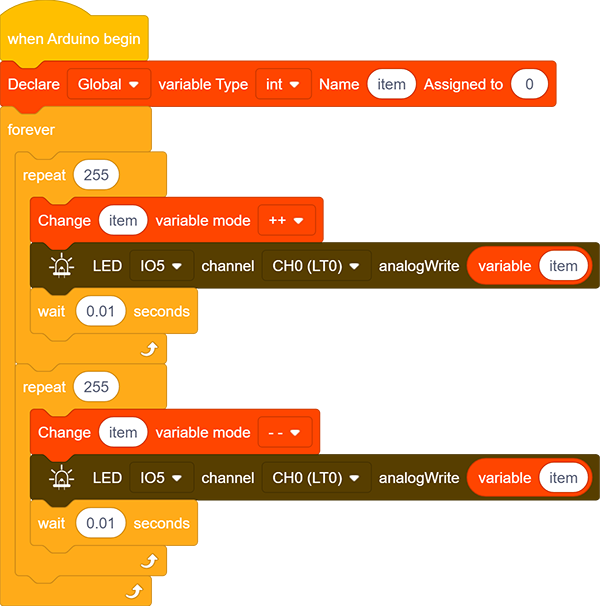 when Arduino begin
Declare Global variable Type int Name item Assigned to 0
forever
repeat 255
Change item variable mode ++
LED IO5 channel CH0 (LT0) analogWrite variable item
wait 0.01 seconds
repeat 255
Change item variable mode - -
LED IO5 channel CH0 (LT0) analogWrite variable item
wait 0.01 seconds